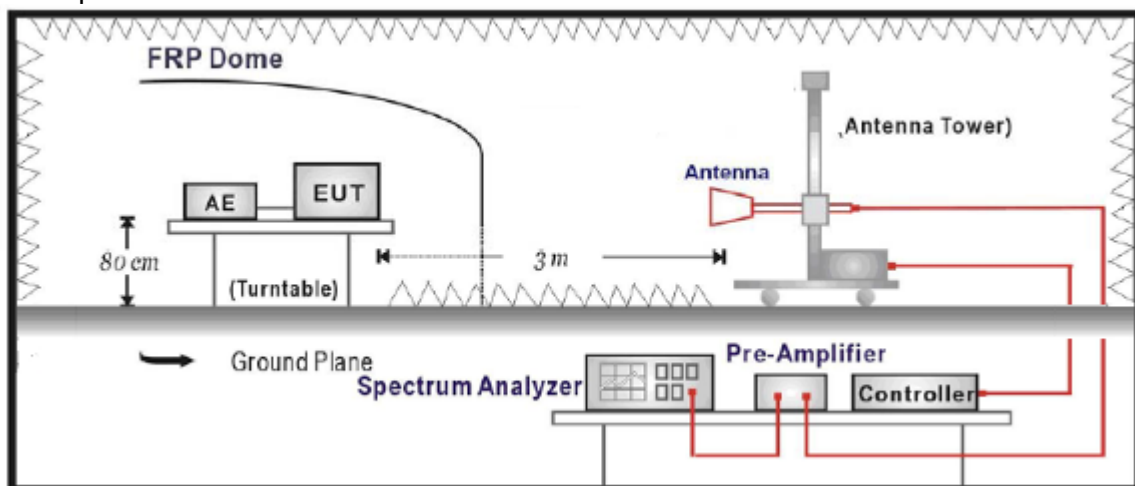 FRP Dome
(Antenna Tower)
Antenna
AE
EUT
80 cm
3 m
(Turntable)
Ground Plane
Pre-Amplifier
Spectrum Analyzer
Controller